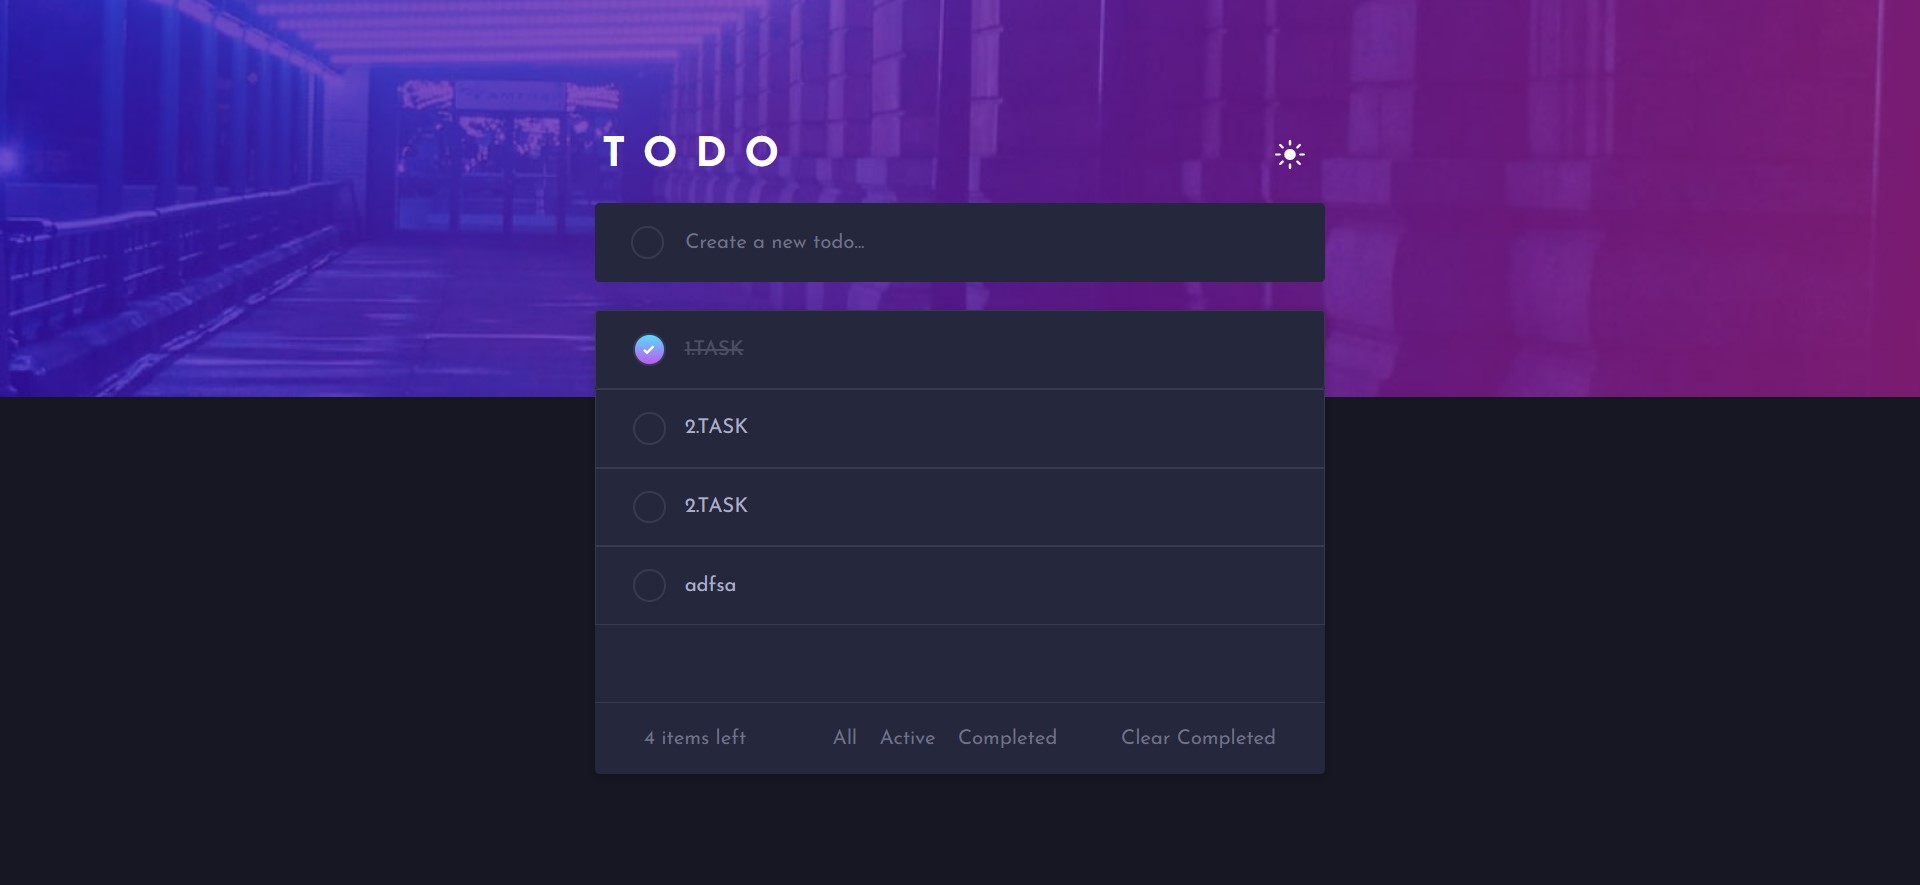 TODO
Create a new todo...
1.TASK
2.TASK
2.TASK
adfsa
4 items left All Active Completed Clear Completed